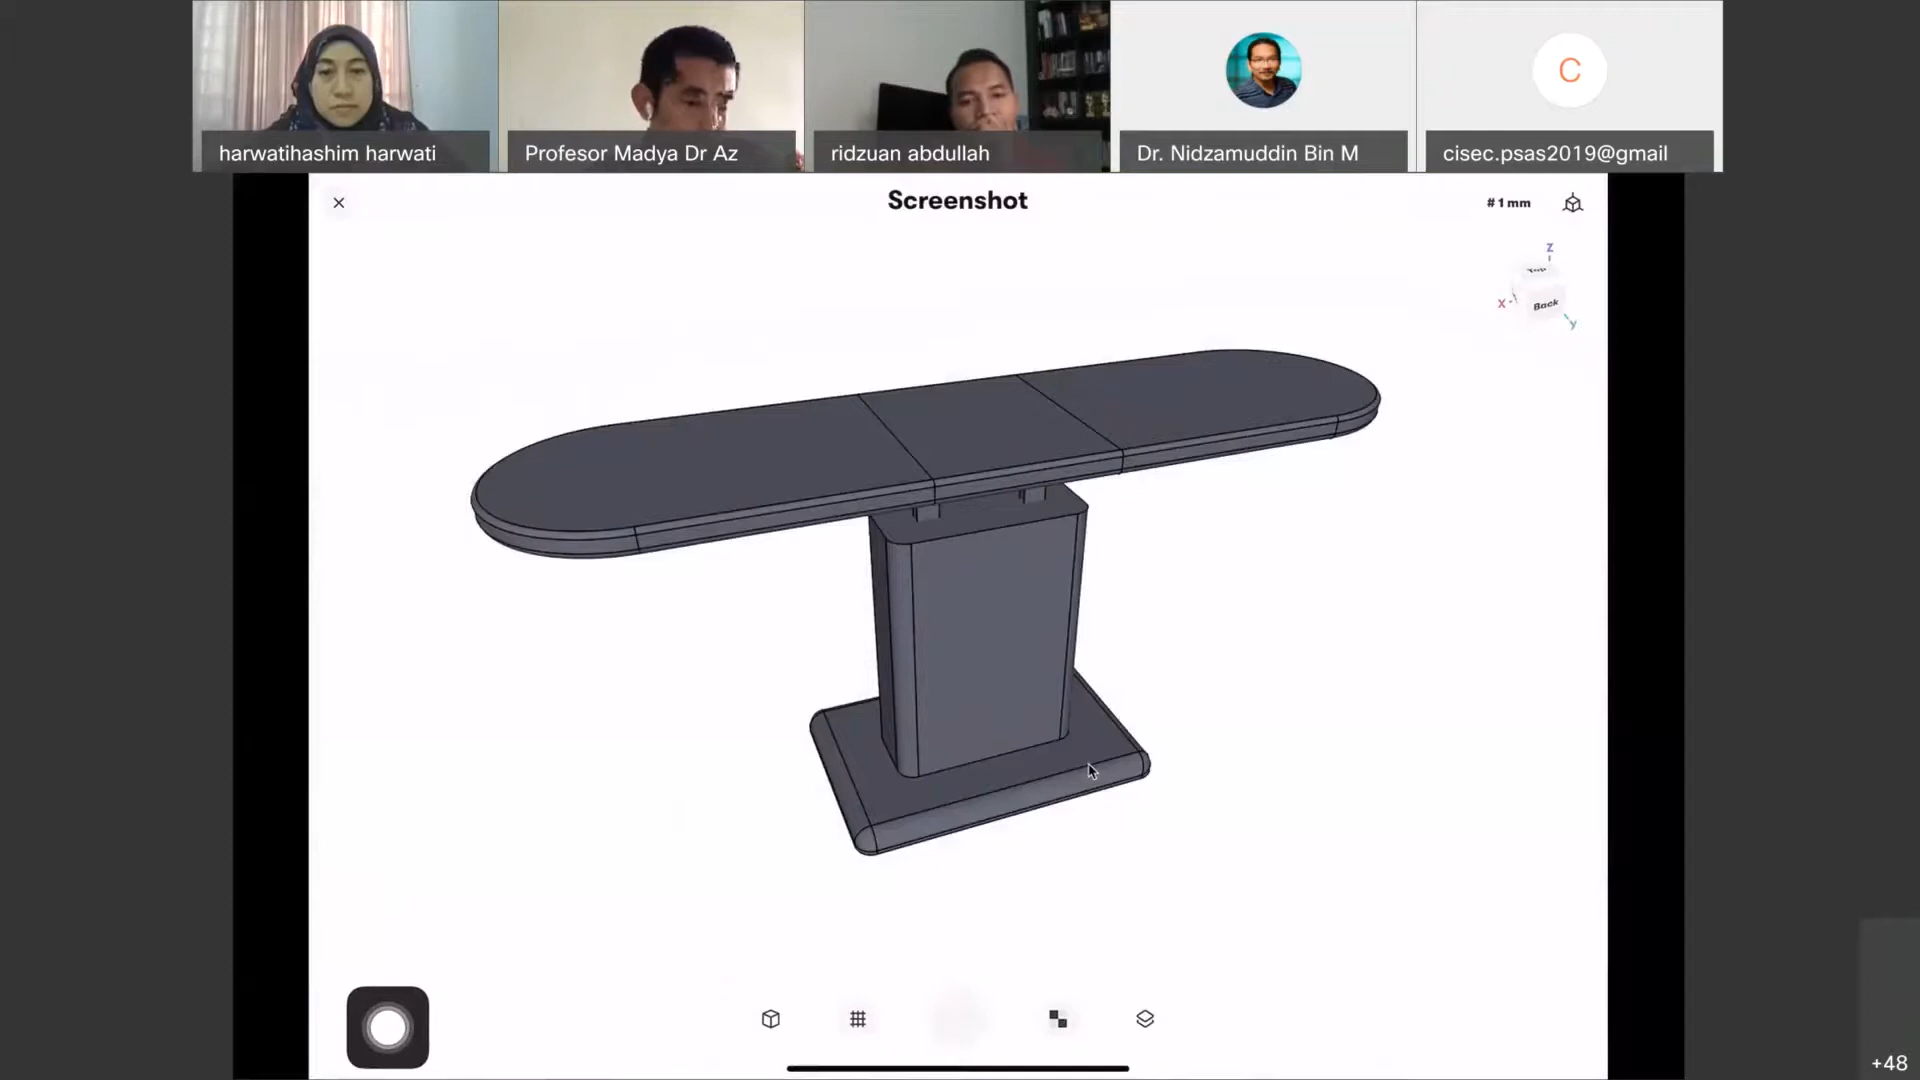 harwatihashim harwati
Profesor Madya Dr Az
ridzuan abdullah
Dr. Nidzamuddin Bin M
C
cisec.psas2019@gmail
Screenshot
# 1 mm
Z
Top
X
Back
y
+48